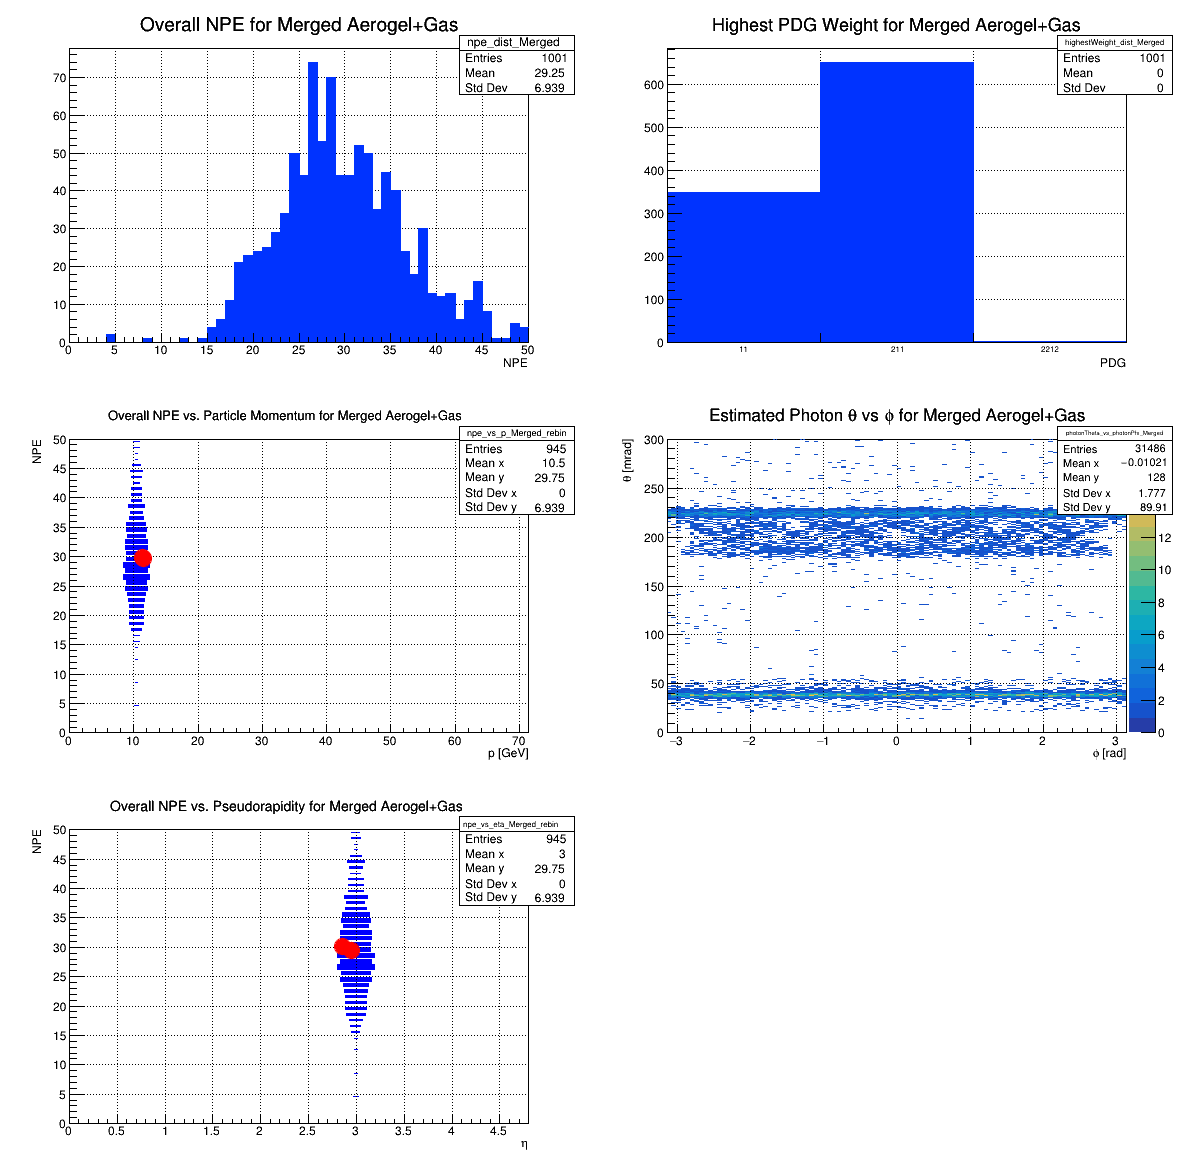 Overall NPE for Merged Aerogel+Gas
npe_dist_Merged
Entries 1001
Mean 29.25
Std Dev 6.939
70
60
50
40
30
20
10
0
0 5 10 15 20 25 30 35 40 45 50
NPE
Highest PDG Weight for Merged Aerogel+Gas
highestWeight_dist_Merged
Entries 1001
Mean 0
Std Dev 0
600
500
400
300
200
100
0
11 211 2212
PDG
Overall NPE vs. Particle Momentum for Merged Aerogel+Gas
npe_vs_p_Merged_rebin
Entries 945
Mean x 10.5
Mean y 29.75
Std Dev x 0
Std Dev y 6.939
NPE
50
45
40
35
30
25
20
15
10
5
0
0 10 20 30 40 50 60 70
p [GeV]
Estimated Photon θ vs ϕ for Merged Aerogel+Gas
photonTheta_vs_photonPhi_Merged
Entries 31486
Mean x −0.01021
Mean y 128
Std Dev x 1.777
Std Dev y 89.91
θ [mrad]
300
250
200
150
100
50
0
−3 −2 −1 0 1 2 3
ϕ [rad]
12
10
8
6
4
2
0
Overall NPE vs. Pseudorapidity for Merged Aerogel+Gas
npe_vs_eta_Merged_rebin
Entries 945
Mean x 3
Mean y 29.75
Std Dev x 0
Std Dev y 6.939
NPE
50
45
40
35
30
25
20
15
10
5
0
0 0.5 1 1.5 2 2.5 3 3.5 4 4.5
η